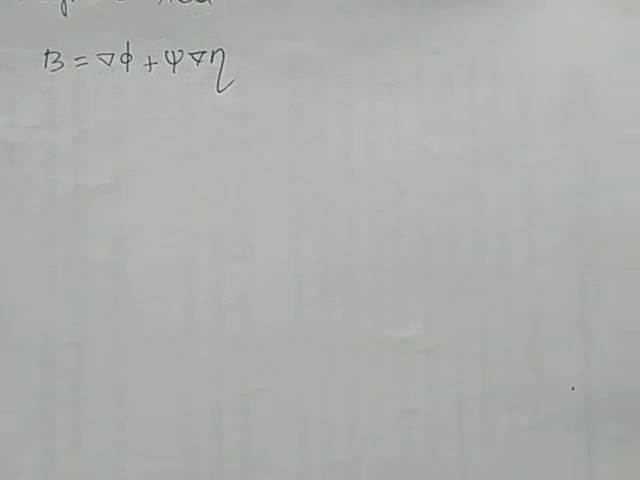 B = ∇ϕ + ψ∇η